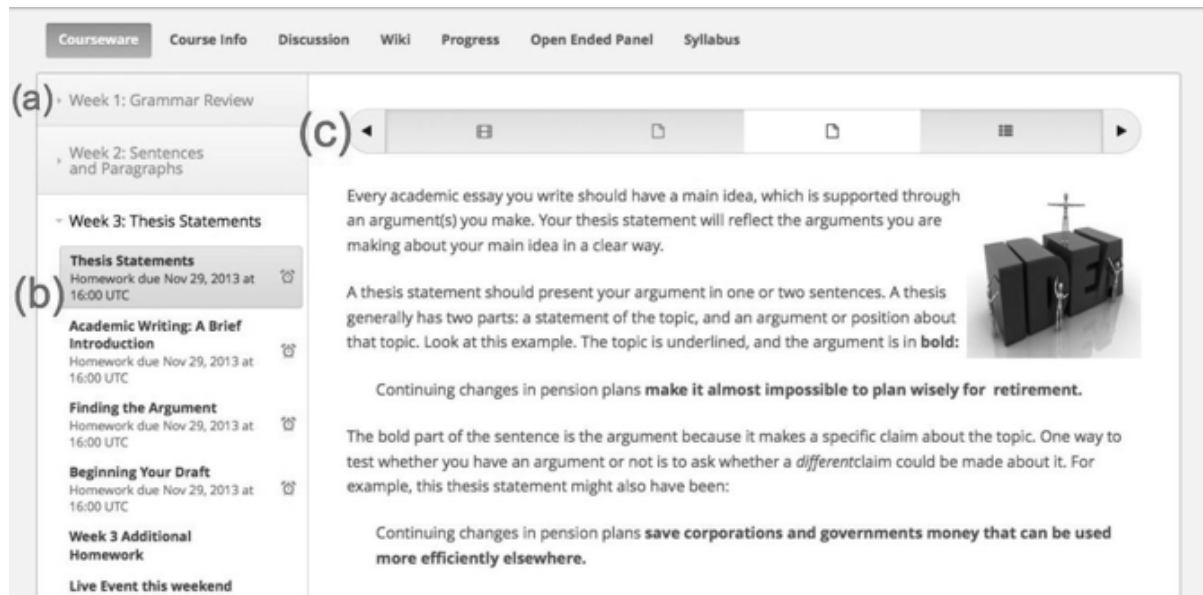 Courseware Course Info Discussion Wiki Progress Open Ended Panel Syllabus
(a)
Week 1: Grammar Review
Week 2: Sentences
and Paragraphs
Week 3: Thesis Statements
(b)
Thesis Statements
Homework due Nov 29, 2013 at
16:00 UTC
Academic Writing: A Brief
Introduction
Homework due Nov 29, 2013 at
16:00 UTC
Finding the Argument
Homework due Nov 29, 2013 at
16:00 UTC
Beginning Your Draft
Homework due Nov 29, 2013 at
16:00 UTC
Week 3 Additional
Homework
Live Event this weekend
(c)
Every academic essay you write should have a main idea, which is supported through
an argument(s) you make. Your thesis statement will reflect the arguments you are
making about your main idea in a clear way.
IDEA
A thesis statement should present your argument in one or two sentences. A thesis
generally has two parts: a statement of the topic, and an argument or position about
that topic. Look at this example. The topic is underlined, and the argument is in bold:
Continuing changes in pension plans make it almost impossible to plan wisely for retirement.
The bold part of the sentence is the argument because it makes a specific claim about the topic. One way to
test whether you have an argument or not is to ask whether a differentclaim could be made about it. For
example, this thesis statement might also have been:
Continuing changes in pension plans save corporations and governments money that can be used
more efficiently elsewhere.